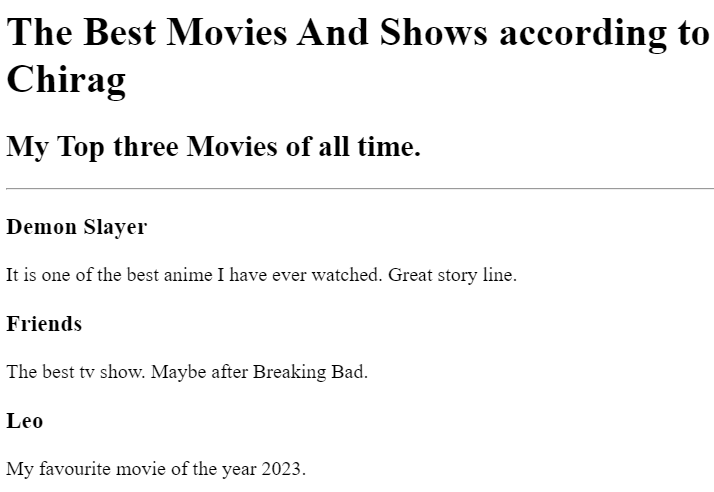 The Best Movies And Shows according to
Chirag
My Top three Movies of all time.
Demon Slayer
It is one of the best anime I have ever watched. Great story line.
Friends
The best tv show. Maybe after Breaking Bad.
Leo
My favourite movie of the year 2023.